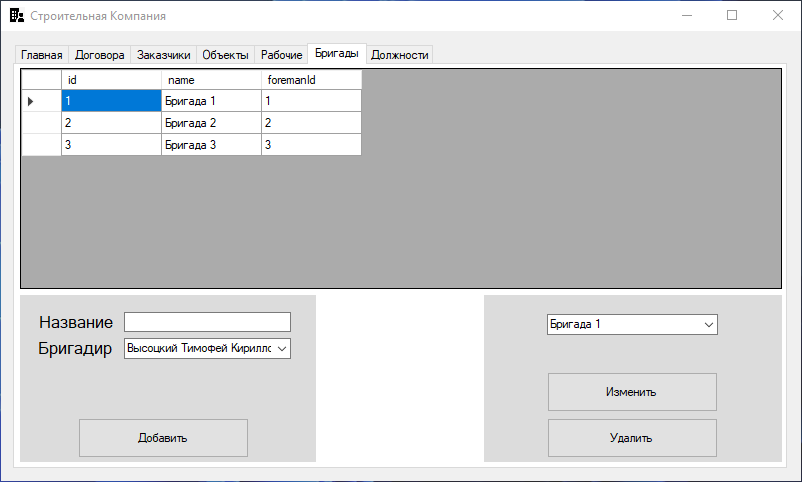 Строительная Компания
Главная Договора Заказчики Объекты Рабочие Бригады Должности
id name foremanId
1 Бригада 1 1
2 Бригада 2 2
3 Бригада 3 3
Название
Бригадир Высоцкий Тимофей Кирилло
Добавить
Бригада 1
Изменить
Удалить